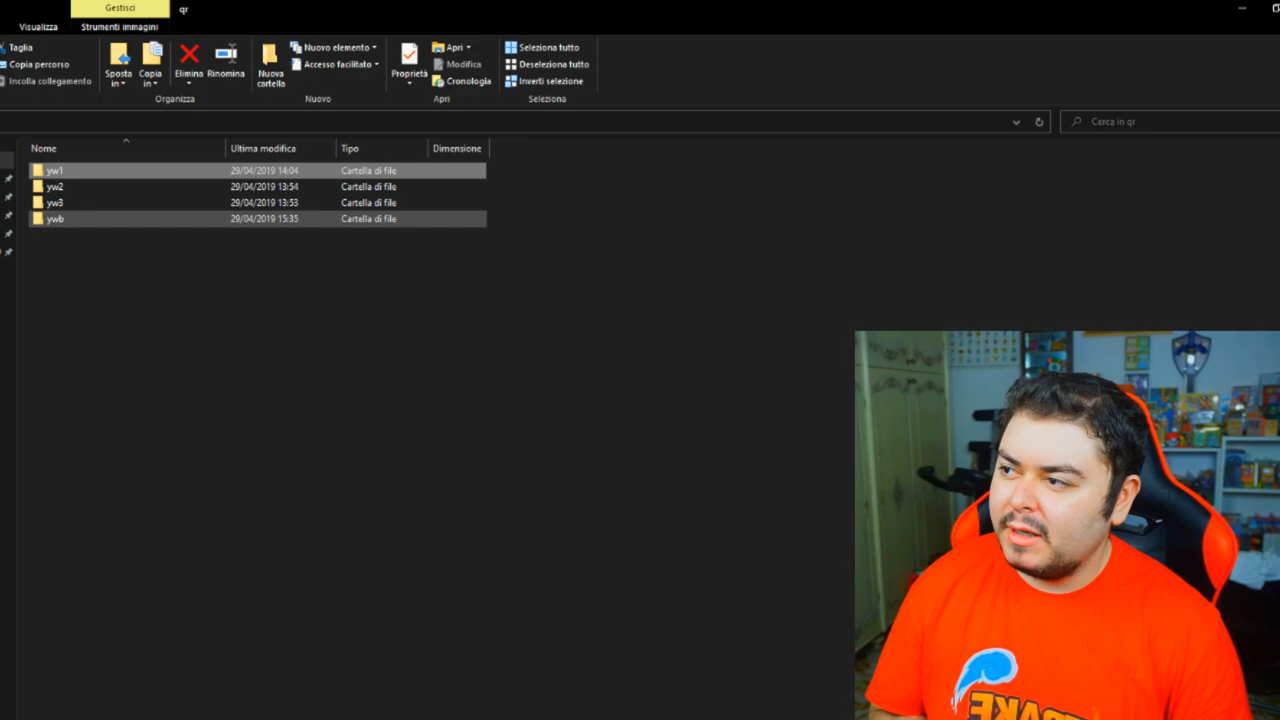 Gestisci
qr
Visualizza
Strumenti immagini
Taglia
Copia percorso
Incolla collegamento
Sposta in
Copia in
Elimina
Rinomina
Organizza
Nuova cartella
Nuovo elemento
Accesso facilitato
Nuovo
Proprietà
Apri
Modifica
Cronologia
Apri
Seleziona tutto
Deseleziona tutto
Inverti selezione
Seleziona
Cerca in qr
Nome Ultima modifica Tipo Dimensione
yw1 29/04/2019 14:04 Cartella di file
yw2 29/04/2019 13:54 Cartella di file
yw3 29/04/2019 13:53 Cartella di file
ywb 29/04/2019 15:35 Cartella di file